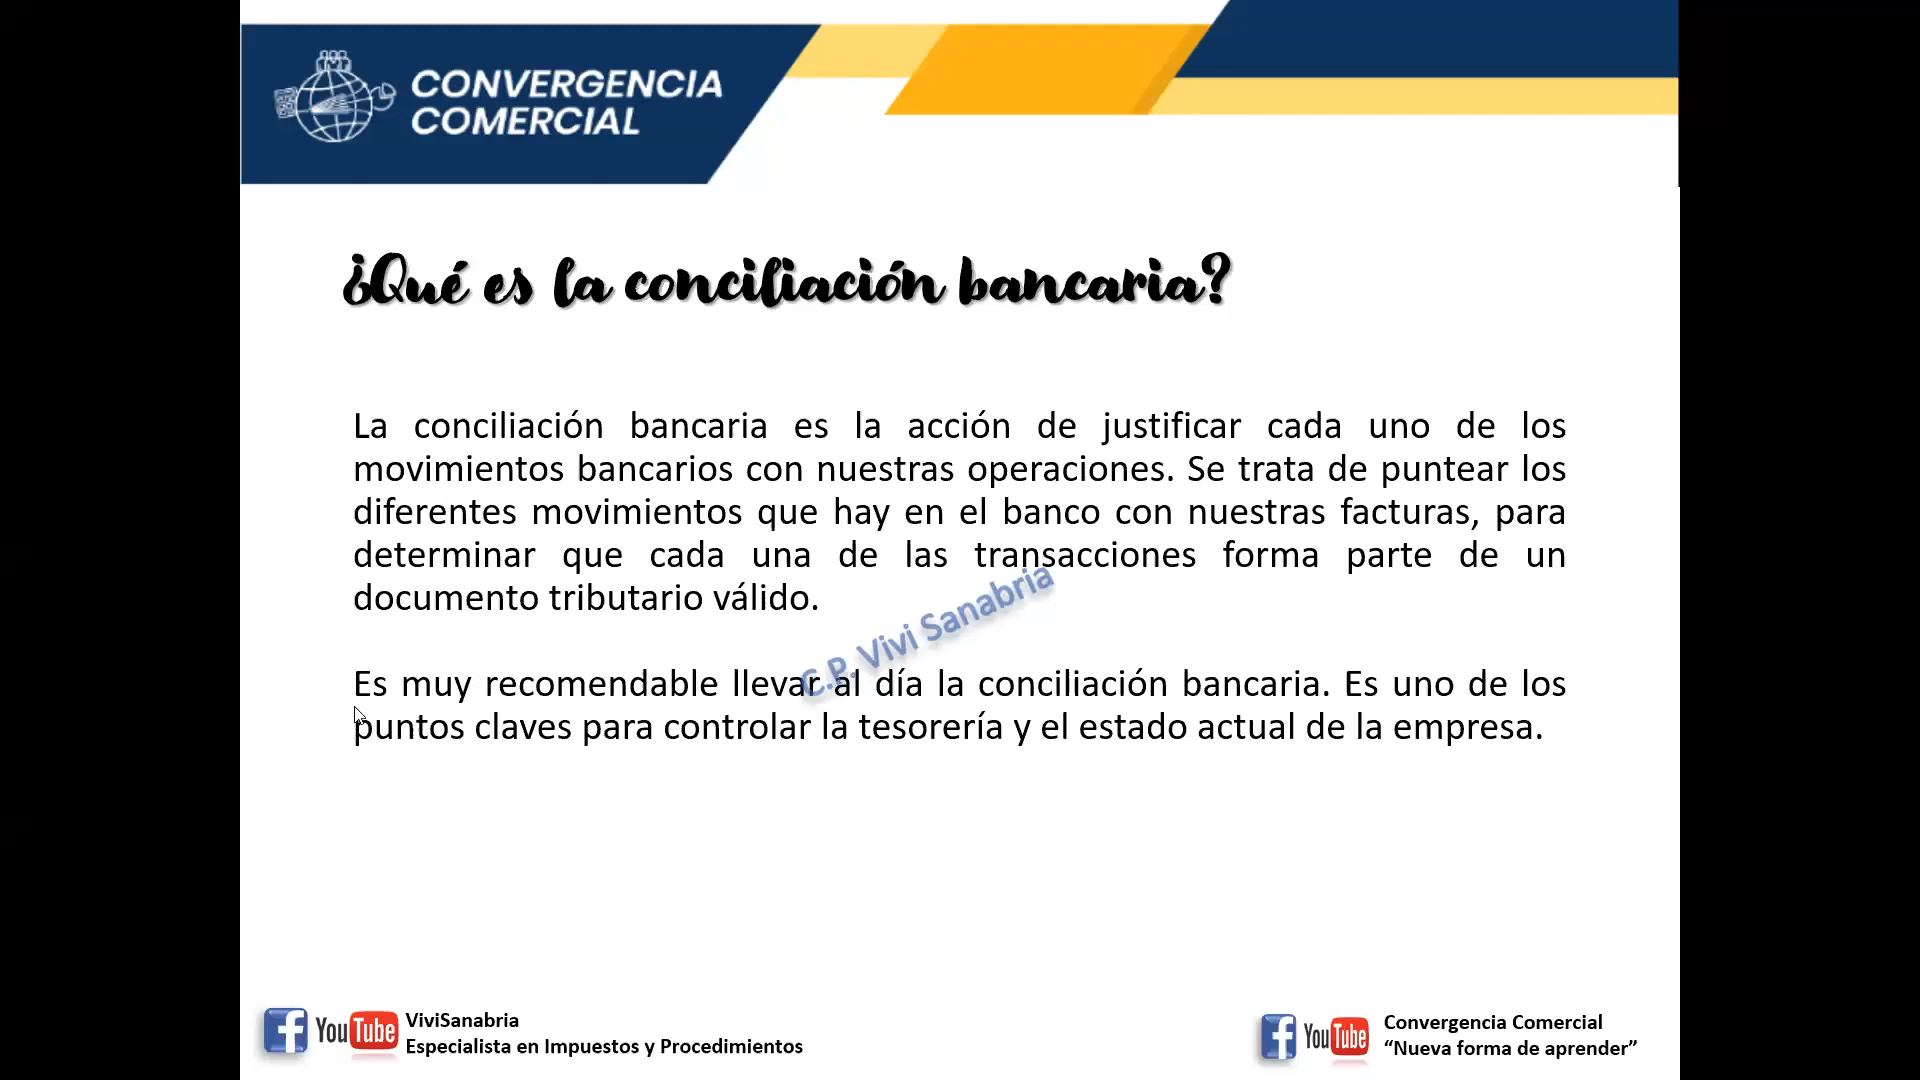 CONVERGENCIA
COMERCIAL
¿Qué es la conciliación bancaria?
La conciliación bancaria es la acción de justificar cada uno de los
movimientos bancarios con nuestras operaciones. Se trata de puntear los
diferentes movimientos que hay en el banco con nuestras facturas, para
determinar que cada una de las transacciones forma parte de un
documento tributario válido.
C.P. Vivi Sanabria
Es muy recomendable llevar al día la conciliación bancaria. Es uno de los
puntos claves para controlar la tesorería y el estado actual de la empresa.
f YouTube ViviSanabria
Especialista en Impuestos y Procedimientos
f YouTube Convergencia Comercial
“Nueva forma de aprender”